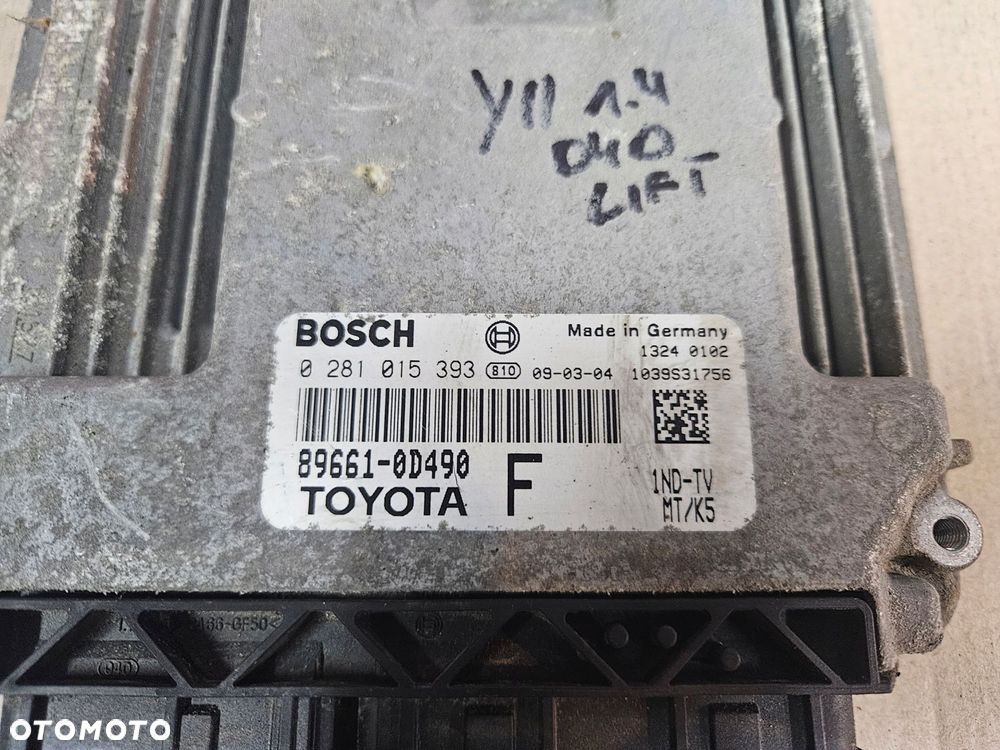 YII 1.4
D4D
LIFT
BOSCH Made in Germany
1324 0102
0 281 015 393 810 09-03-04 1039S31756
89661-0D490
TOYOTA F 1ND-TV
MT/K5
OTOMOTO